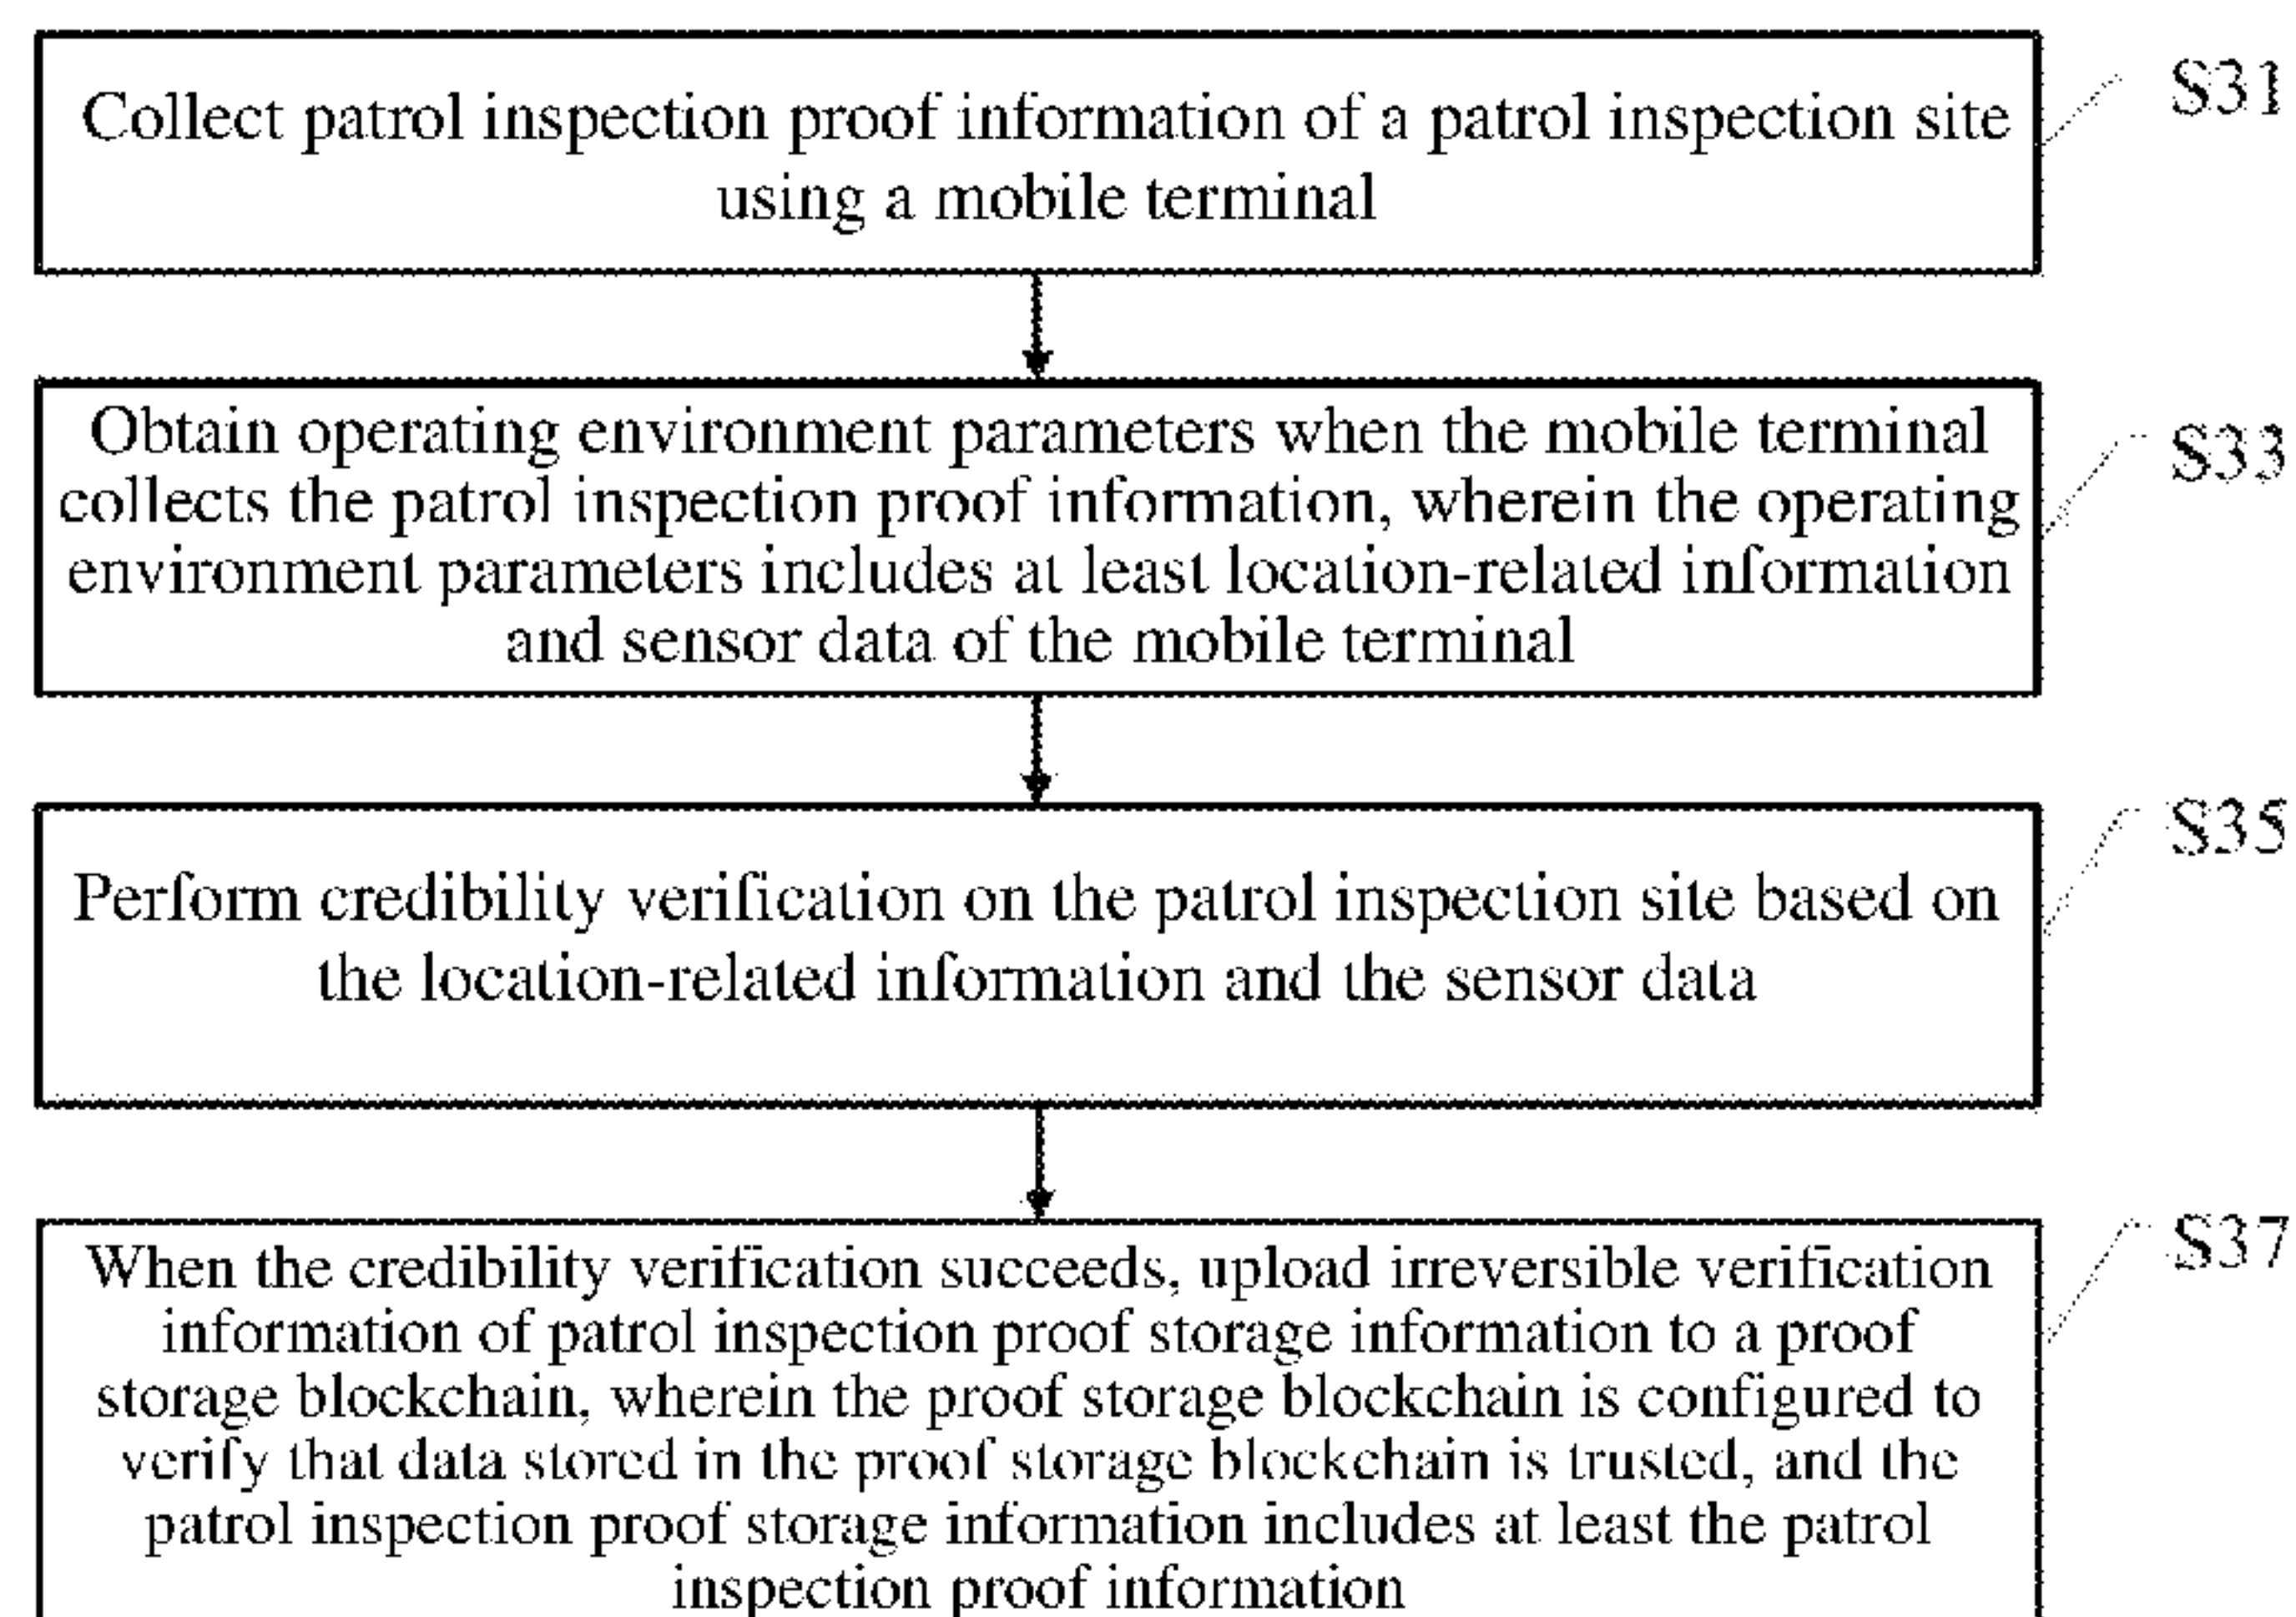 Collect patrol inspection proof information of a patrol inspection site
using a mobile terminal
S31
Obtain operating environment parameters when the mobile terminal
collects the patrol inspection proof information, wherein the operating
environment parameters includes at least location-related information
and sensor data of the mobile terminal
S33
Perform credibility verification on the patrol inspection site based on
the location-related information and the sensor data
S35
When the credibility verification succeeds, upload irreversible verification
information of patrol inspection proof storage information to a proof
storage blockchain, wherein the proof storage blockchain is configured to
verify that data stored in the proof storage blockchain is trusted, and the
patrol inspection proof storage information includes at least the patrol
inspection proof information
S37